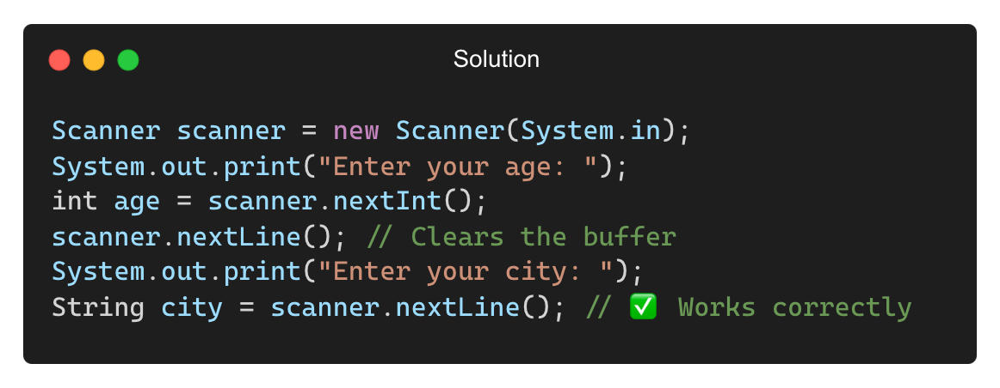 Solution
Scanner scanner = new Scanner(System.in);
System.out.print("Enter your age: ");
int age = scanner.nextInt();
scanner.nextLine(); // Clears the buffer
System.out.print("Enter your city: ");
String city = scanner.nextLine(); // ✅ Works correctly